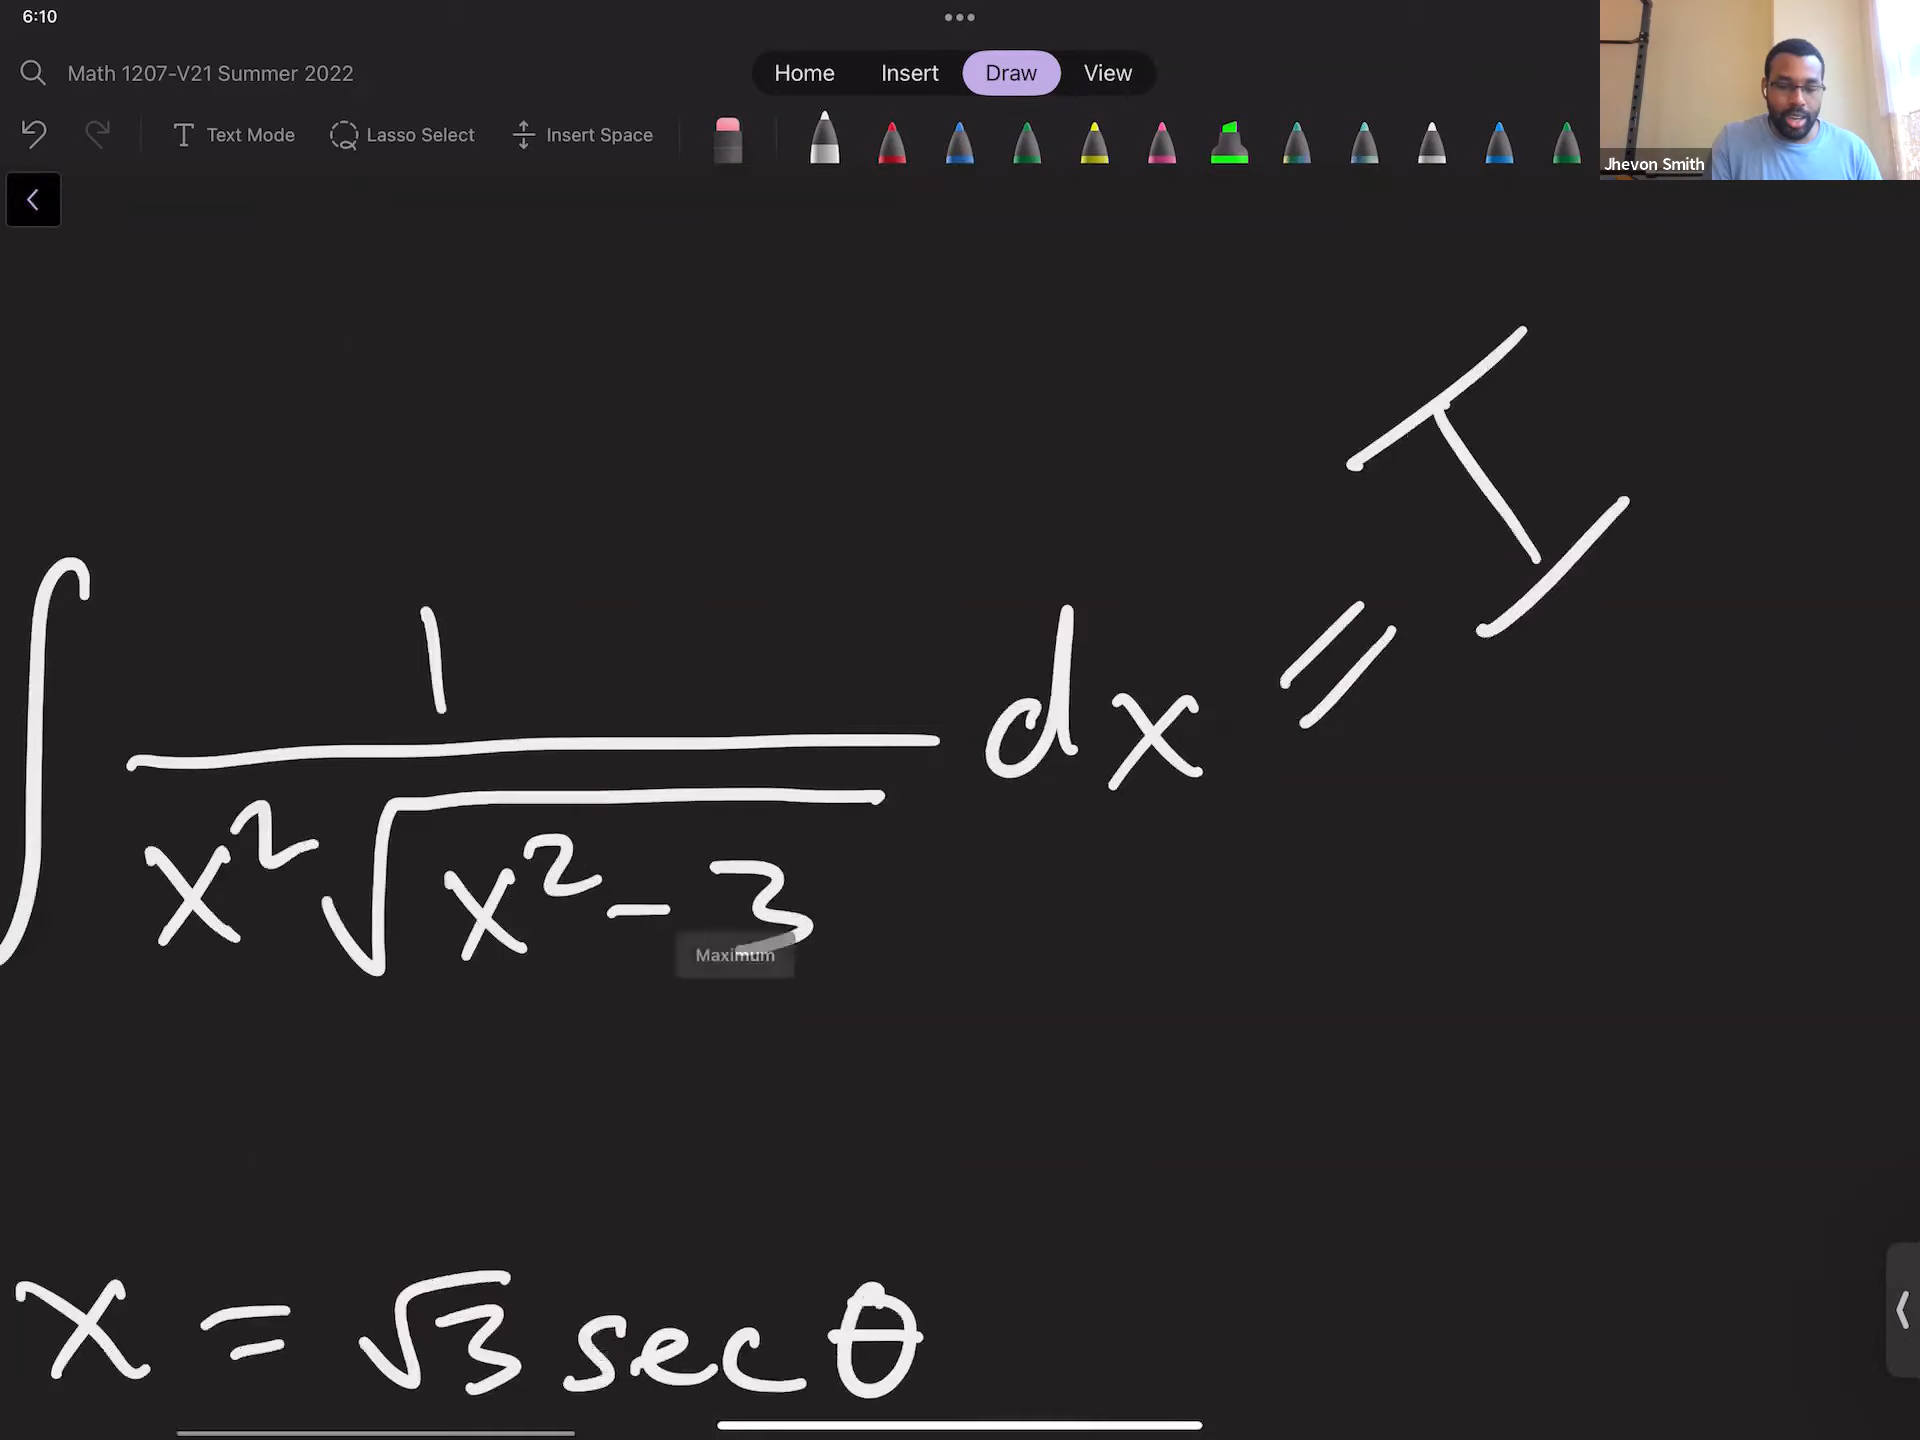 6:10
Math 1207-V21 Summer 2022
Home Insert Draw View
Text Mode Lasso Select Insert Space
Jhevon Smith
∫ 1/(x²√(x²-3)) dx = I
Maximum
x = √3 sec θ